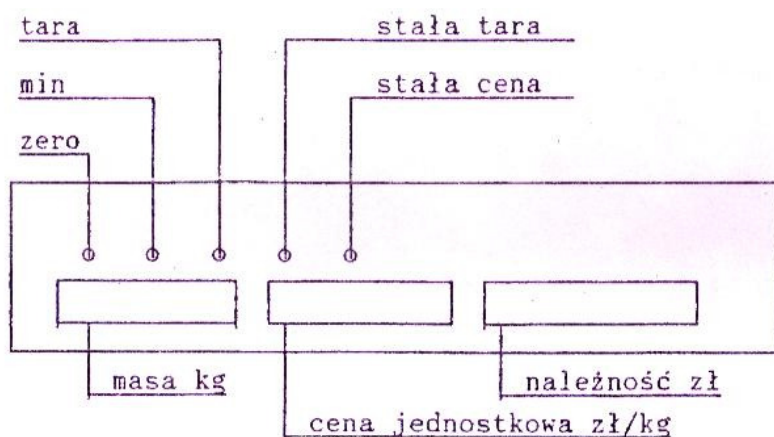 tara
stała tara
min
stała cena
zero
masa kg
należność zł
cena jednostkowa zł/kg